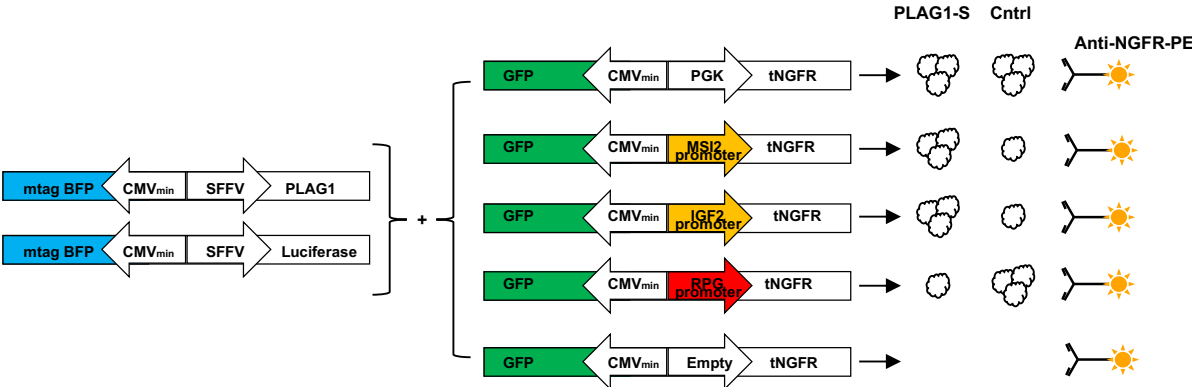 PLAG1-S Cntrl
Anti-NGFR-PE
GFP CMVmin PGK tNGFR
GFP CMVmin MSI2 promoter tNGFR
mtag BFP CMVmin SFFV PLAG1
+
GFP CMVmin IGF2 promoter tNGFR
mtag BFP CMVmin SFFV Luciferase
GFP CMVmin RPG promoter tNGFR
GFP CMVmin Empty tNGFR